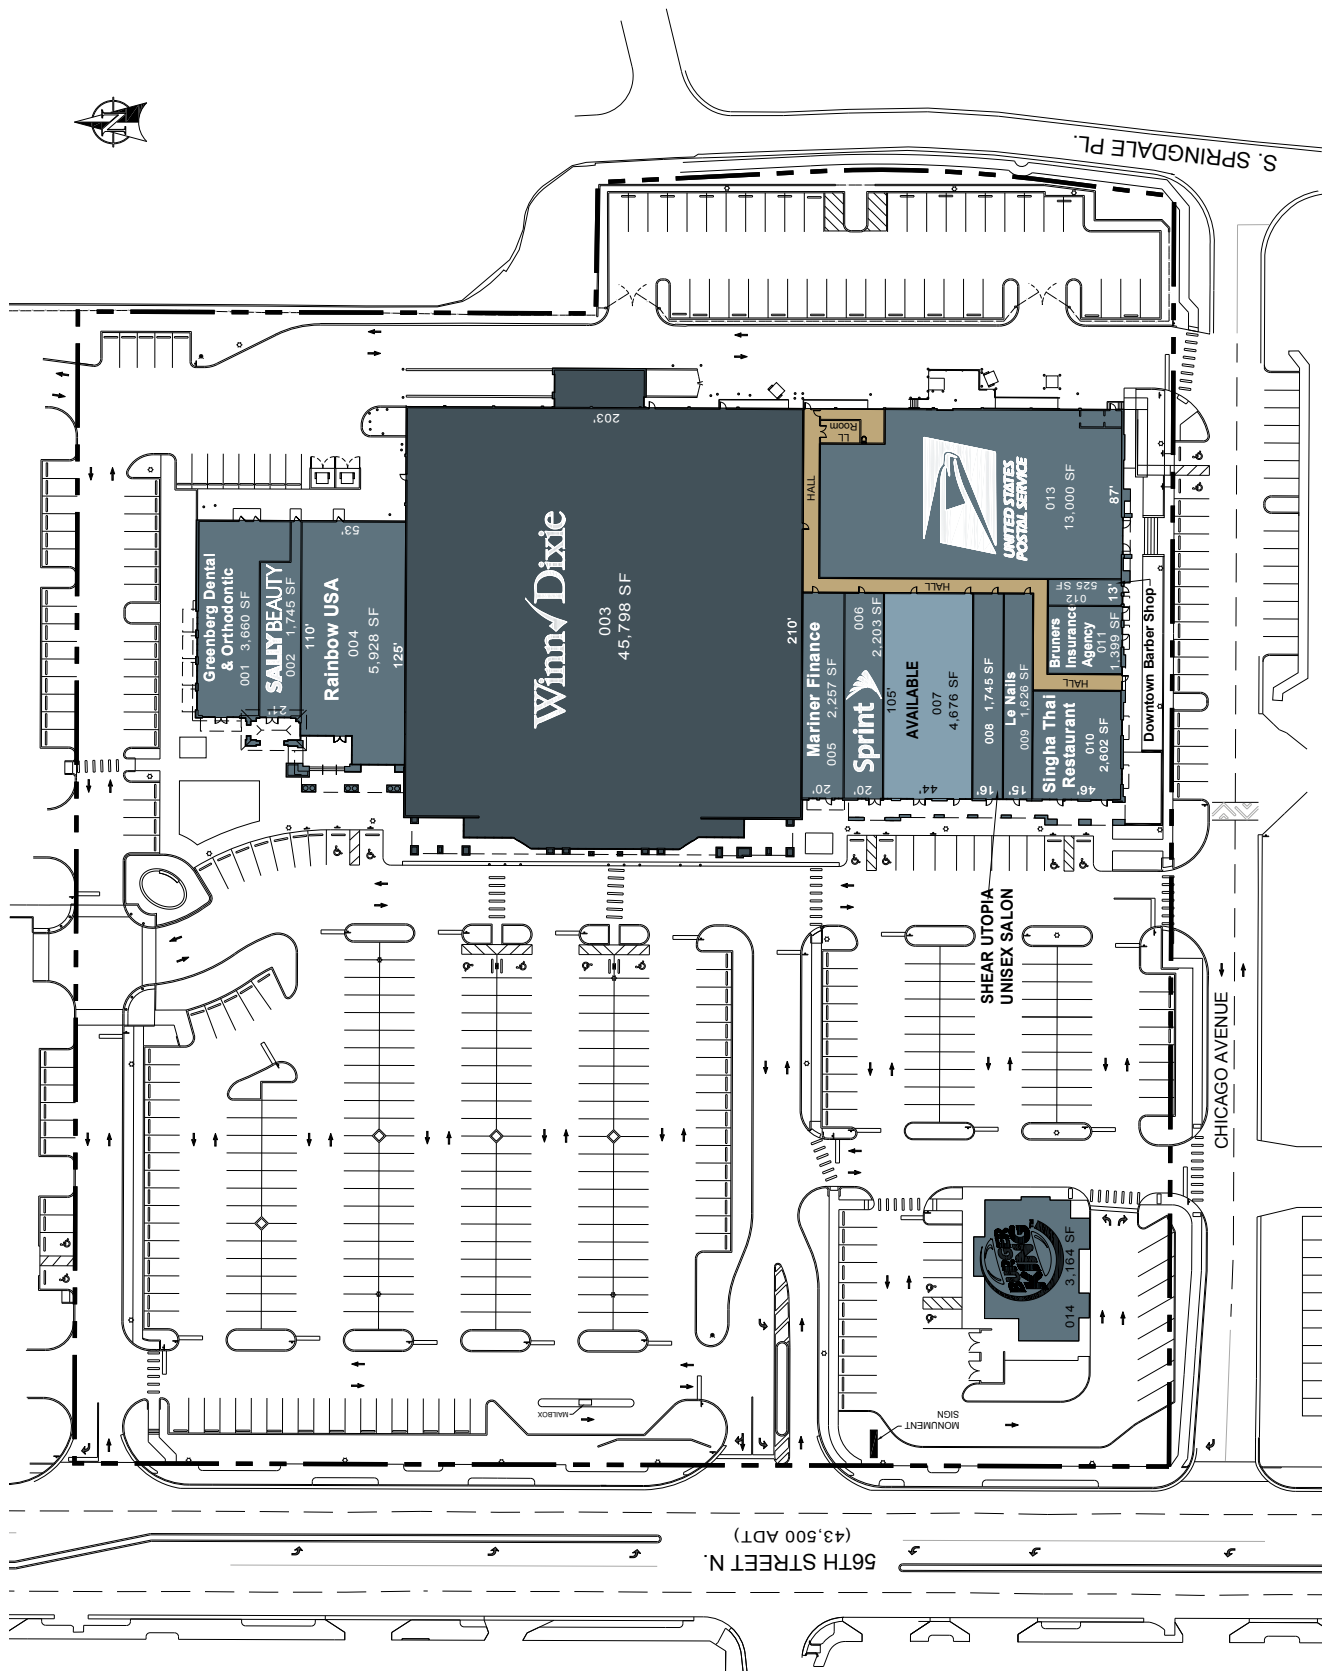 N
S. SPRINGDALE PL.
Greenberg Dental
& Orthodontic
001 3,660 SF
SALLY BEAUTY
002 1,745 SF
21'
110'
53'
Rainbow USA
004
5,928 SF
125'
203'
Winn Dixie
003
45,798 SF
210'
HALL
LL
Room
UNITED STATES
POSTAL SERVICE
013
13,000 SF
87'
HALL
Mariner Finance
005 2,257 SF
20'
Sprint
006
2,203 SF
20'
105'
AVAILABLE
007
4,676 SF
44'
008 1,745 SF
16'
Le Nails
009 1,626 SF
15'
Singha Thai
Restaurant
010
2,602 SF
46'
HALL
Bruners
Insurance
Agency
011
1,399 SF
012
525 SF
13'
Downtown Barber Shop
SHEAR UTOPIA
UNISEX SALON
CHICAGO AVENUE
BURGER
KING™
014 3,164 SF
MONUMENT
SIGN
MAILBOX
56TH STREET N.
(43,500 ADT)